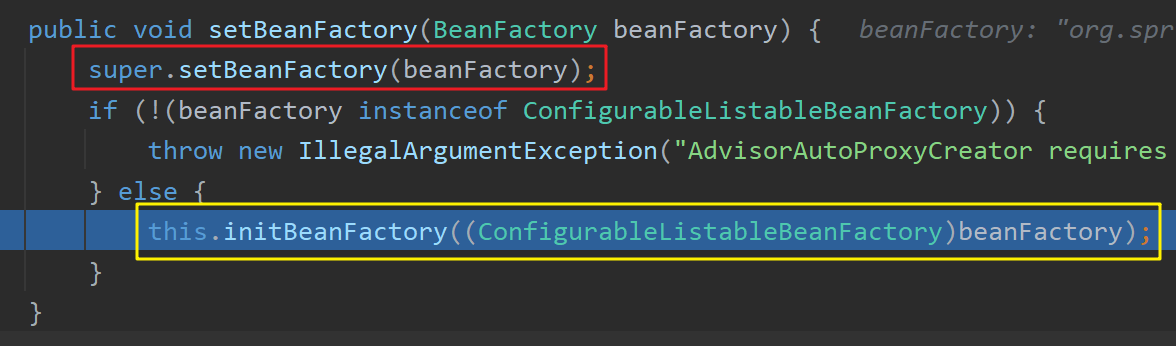 public void setBeanFactory(BeanFactory beanFactory) {  beanFactory: "org.spr
    super.setBeanFactory(beanFactory);
    if (!(beanFactory instanceof ConfigurableListableBeanFactory)) {
        throw new IllegalArgumentException("AdvisorAutoProxyCreator requires
    } else {
        this.initBeanFactory((ConfigurableListableBeanFactory)beanFactory);
    }
}